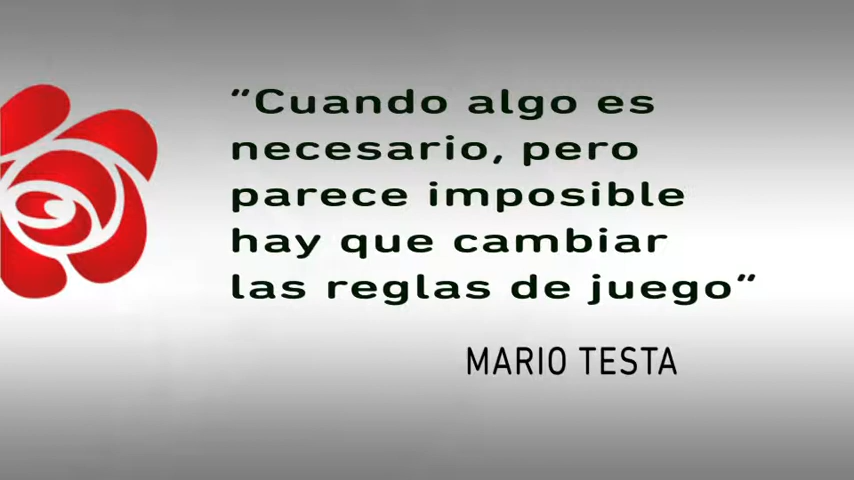 "Cuando algo es
necesario, pero
parece imposible
hay que cambiar
las reglas de juego"
MARIO TESTA